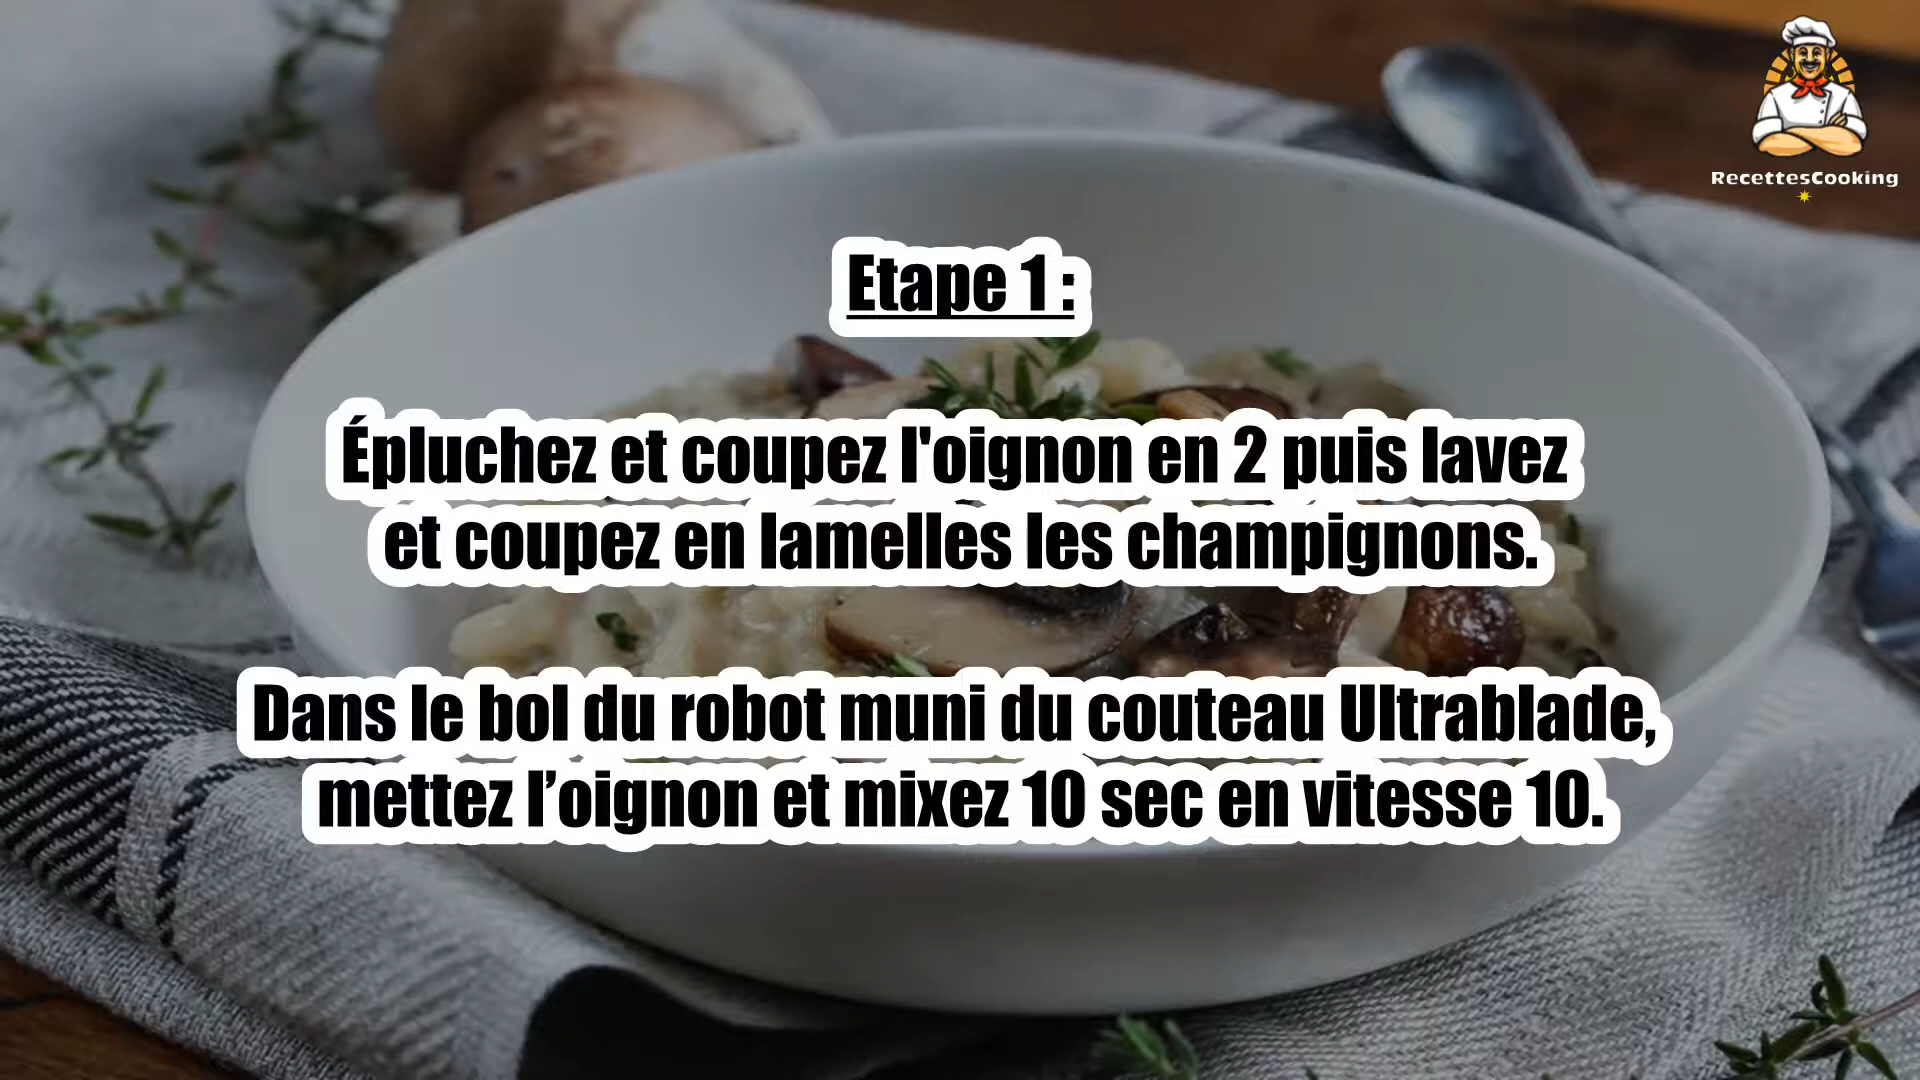 RecettesCooking
Etape 1 :
Épluchez et coupez l'oignon en 2 puis lavez
et coupez en lamelles les champignons.
Dans le bol du robot muni du couteau Ultrablade,
mettez l’oignon et mixez 10 sec en vitesse 10.